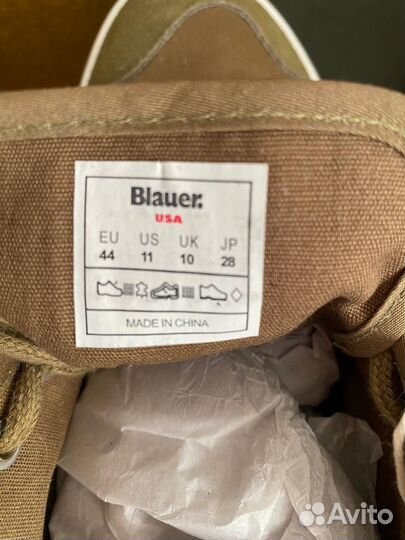 Blauer.
USA
EU US UK JP
44 11 10 28
MADE IN CHINA
Avito